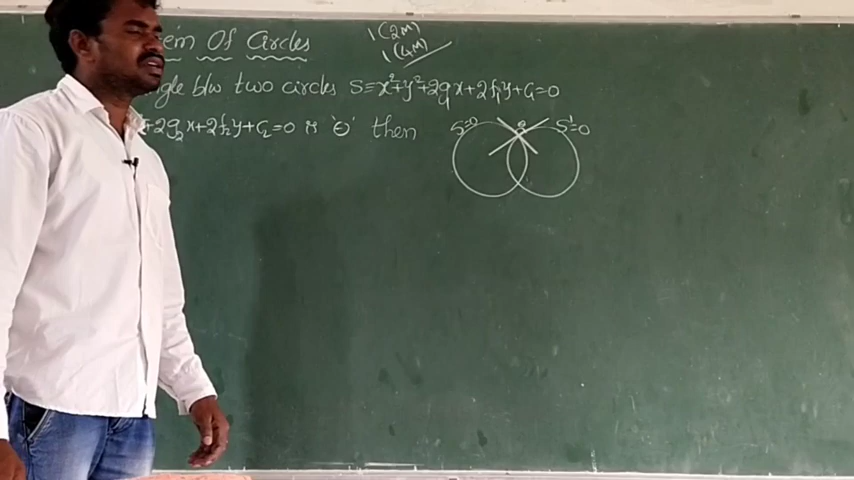 em Of Circles
1 (2M)
1 (4M)
gle b/w two circles S≡x²+y²+2g₁x+2f₁y+C₁=0
+2g₂x+2f₂y+C₂=0 is 'θ' then
S=0
θ
S'=0